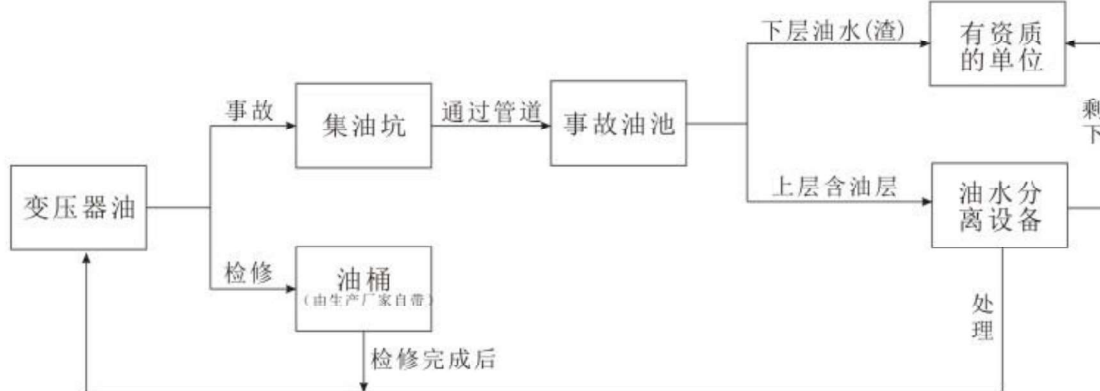 下层油水(渣)
有资质
的单位
事故
集油坑
通过管道
事故油池
剩
下
变压器油
上层含油层
油水分
离设备
检修
油桶
(由生产厂家自带)
处
理
检修完成后